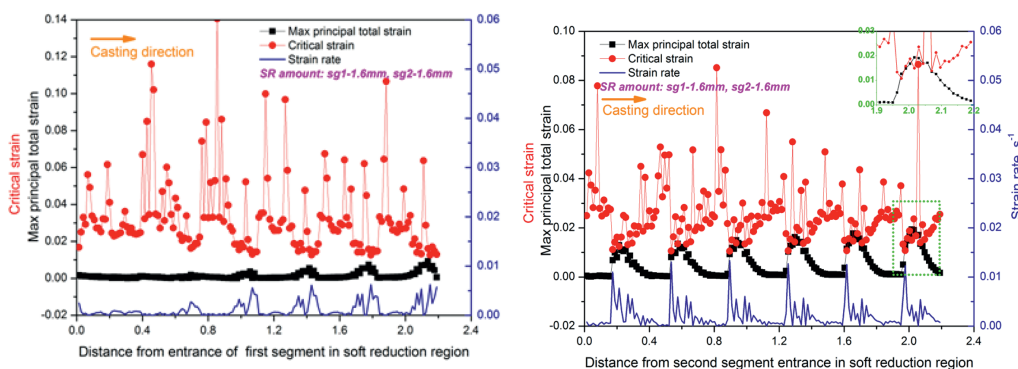 0.14
0.12
0.10
0.08
0.06
0.04
0.02
0.00
-0.02
Critical strain
Max principal total strain
Max principal total strain
Critical strain
Strain rate
SR amount: sg1-1.6mm, sg2-1.6mm
Casting direction
0.06
0.05
0.04
0.03
0.02
0.01
0.00
0.0 0.4 0.8 1.2 1.6 2.0 2.4
Distance from entrance of first segment in soft reduction region
0.10
0.08
0.06
0.04
0.02
0.00
-0.02
Critical strain
Max principal total strain
Max principal total strain
Critical strain
Strain rate
SR amount: sg1-1.6mm, sg2-1.6mm
Casting direction
0.03
0.02
0.01
0.00
1.9 2.0 2.1 2.2
0.06
0.05
0.04
0.03
0.02
0.01
0.00
Strain rate, s⁻¹
0.0 0.4 0.8 1.2 1.6 2.0 2.4
Distance from second segment entrance in soft reduction region